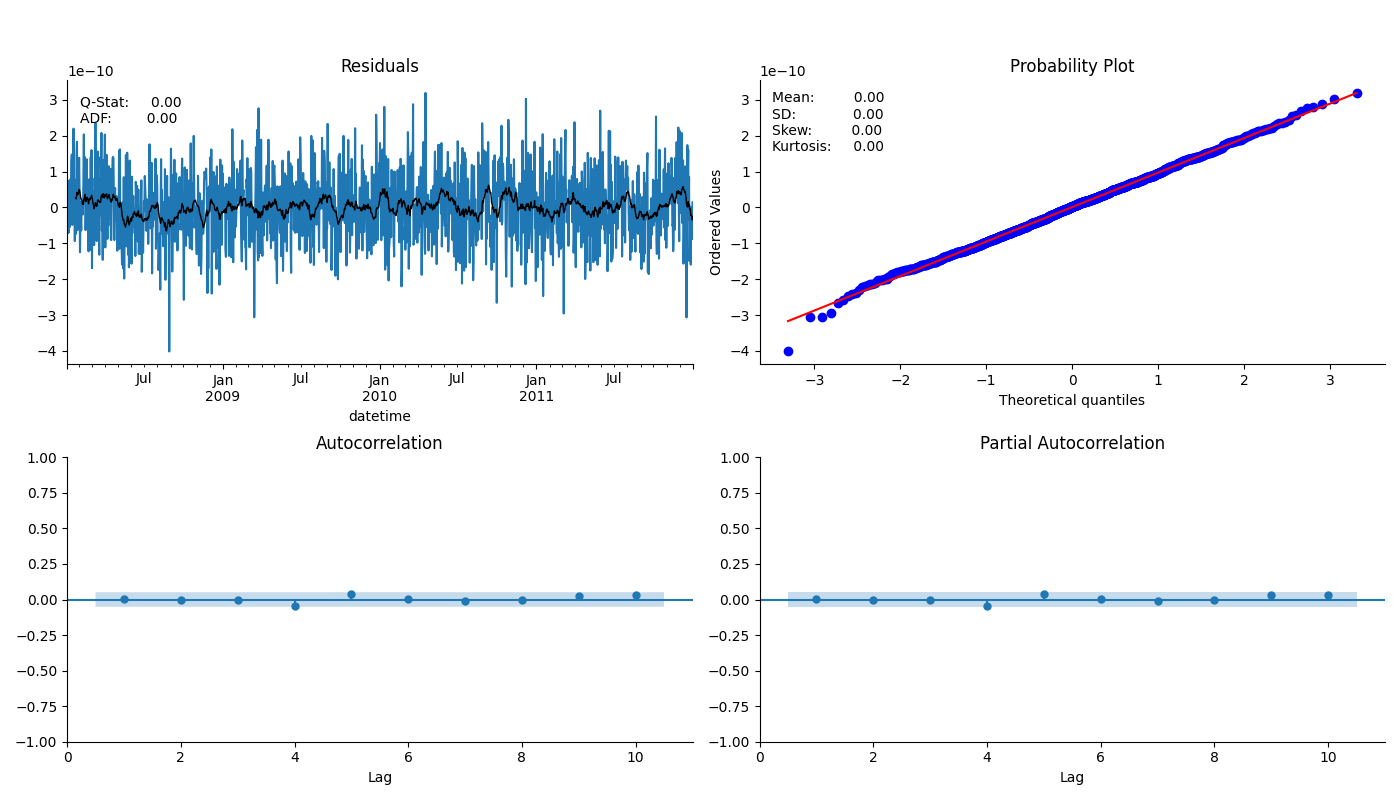 Residuals
1e−10
Q-Stat: 0.00
ADF: 0.00
3
2
1
0
−1
−2
−3
−4
Jul
Jan
2009
Jul
Jan
2010
Jul
Jan
2011
Jul
datetime
Probability Plot
1e−10
Mean: 0.00
SD: 0.00
Skew: 0.00
Kurtosis: 0.00
Ordered Values
3
2
1
0
−1
−2
−3
−4
−3 −2 −1 0 1 2 3
Theoretical quantiles
Autocorrelation
1.00
0.75
0.50
0.25
0.00
−0.25
−0.50
−0.75
−1.00
0 2 4 6 8 10
Lag
Partial Autocorrelation
1.00
0.75
0.50
0.25
0.00
−0.25
−0.50
−0.75
−1.00
0 2 4 6 8 10
Lag